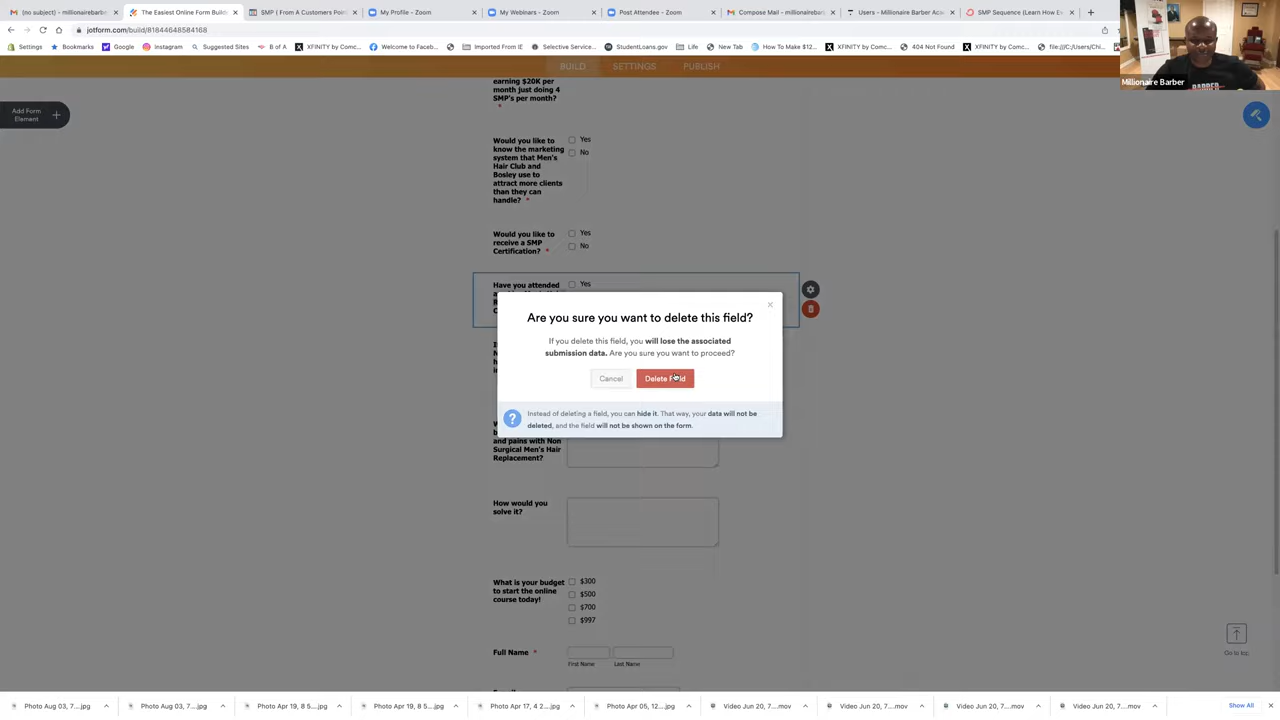 (no subject) - millionairebarb
The Easiest Online Form Builde
SMP ( From A Customers Point
My Profile - Zoom
My Webinars - Zoom
Post Attendee - Zoom
Compose Mail – millionairebarb
Users – Millionaire Barber Aca
SMP Sequence (Learn How Ev
jotform.com/build/81844648584168
Settings
Bookmarks
Google
Instagram
Suggested Sites
B of A
XFINITY by Comc...
Welcome to Faceb...
Imported From IE
Selective Service...
StudentLoans.gov
Life
New Tab
How To Make $12...
XFINITY by Comc...
404 Not Found
XFINITY by Comc...
file:///C:/Users/Chi...
Millionaire Barber
BARBER
BUILD
SETTINGS
PUBLISH
Add Form
Element
earning $20K per
month just doing 4
SMP's per month?
*
Would you like to
know the marketing
system that Men's
Hair Club and
Bosley use to
attract more clients
than they can
handle? *
Yes
No
Would you like to
receive a SMP
Certification? *
Yes
No
Have you attended
Yes
Are you sure you want to delete this field?
If you delete this field, you will lose the associated
submission data. Are you sure you want to proceed?
Cancel
Delete Field
Instead of deleting a field, you can hide it. That way, your data will not be
deleted, and the field will not be shown on the form.
and pains with Non
Surgical Men's Hair
Replacement?
How would you
solve it?
What is your budget
to start the online
course today!
$300
$500
$700
$997
Full Name *
First Name
Last Name
Go to top
Photo Aug 03, 7....jpg
Photo Aug 03, 7....jpg
Photo Apr 19, 8 5....jpg
Photo Apr 19, 8 5....jpg
Photo Apr 17, 4 2....jpg
Photo Apr 05, 12....jpg
Video Jun 20, 7....mov
Video Jun 20, 7....mov
Video Jun 20, 7....mov
Video Jun 20, 7....mov
Show All